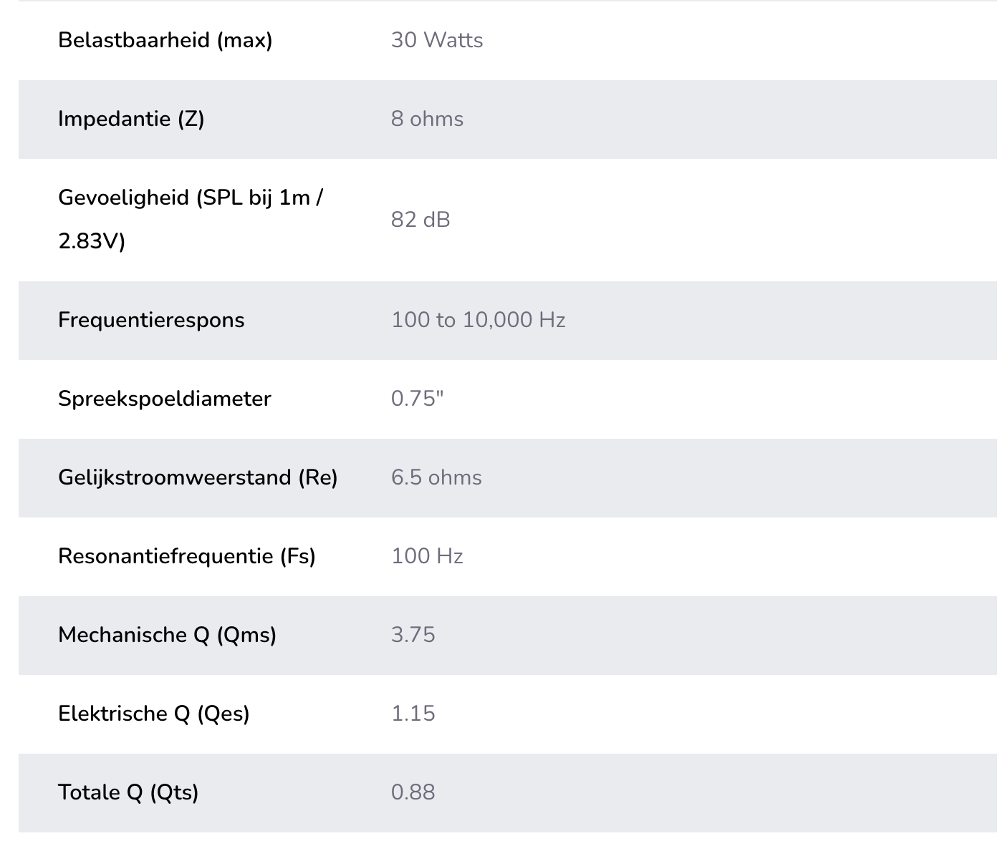 Belastbaarheid (max) 30 Watts
Impedantie (Z) 8 ohms
Gevoeligheid (SPL bij 1m /
2.83V)
82 dB
Frequentierespons 100 to 10,000 Hz
Spreekspoeldiameter 0.75"
Gelijkstroomweerstand (Re) 6.5 ohms
Resonantiefrequentie (Fs) 100 Hz
Mechanische Q (Qms) 3.75
Elektrische Q (Qes) 1.15
Totale Q (Qts) 0.88